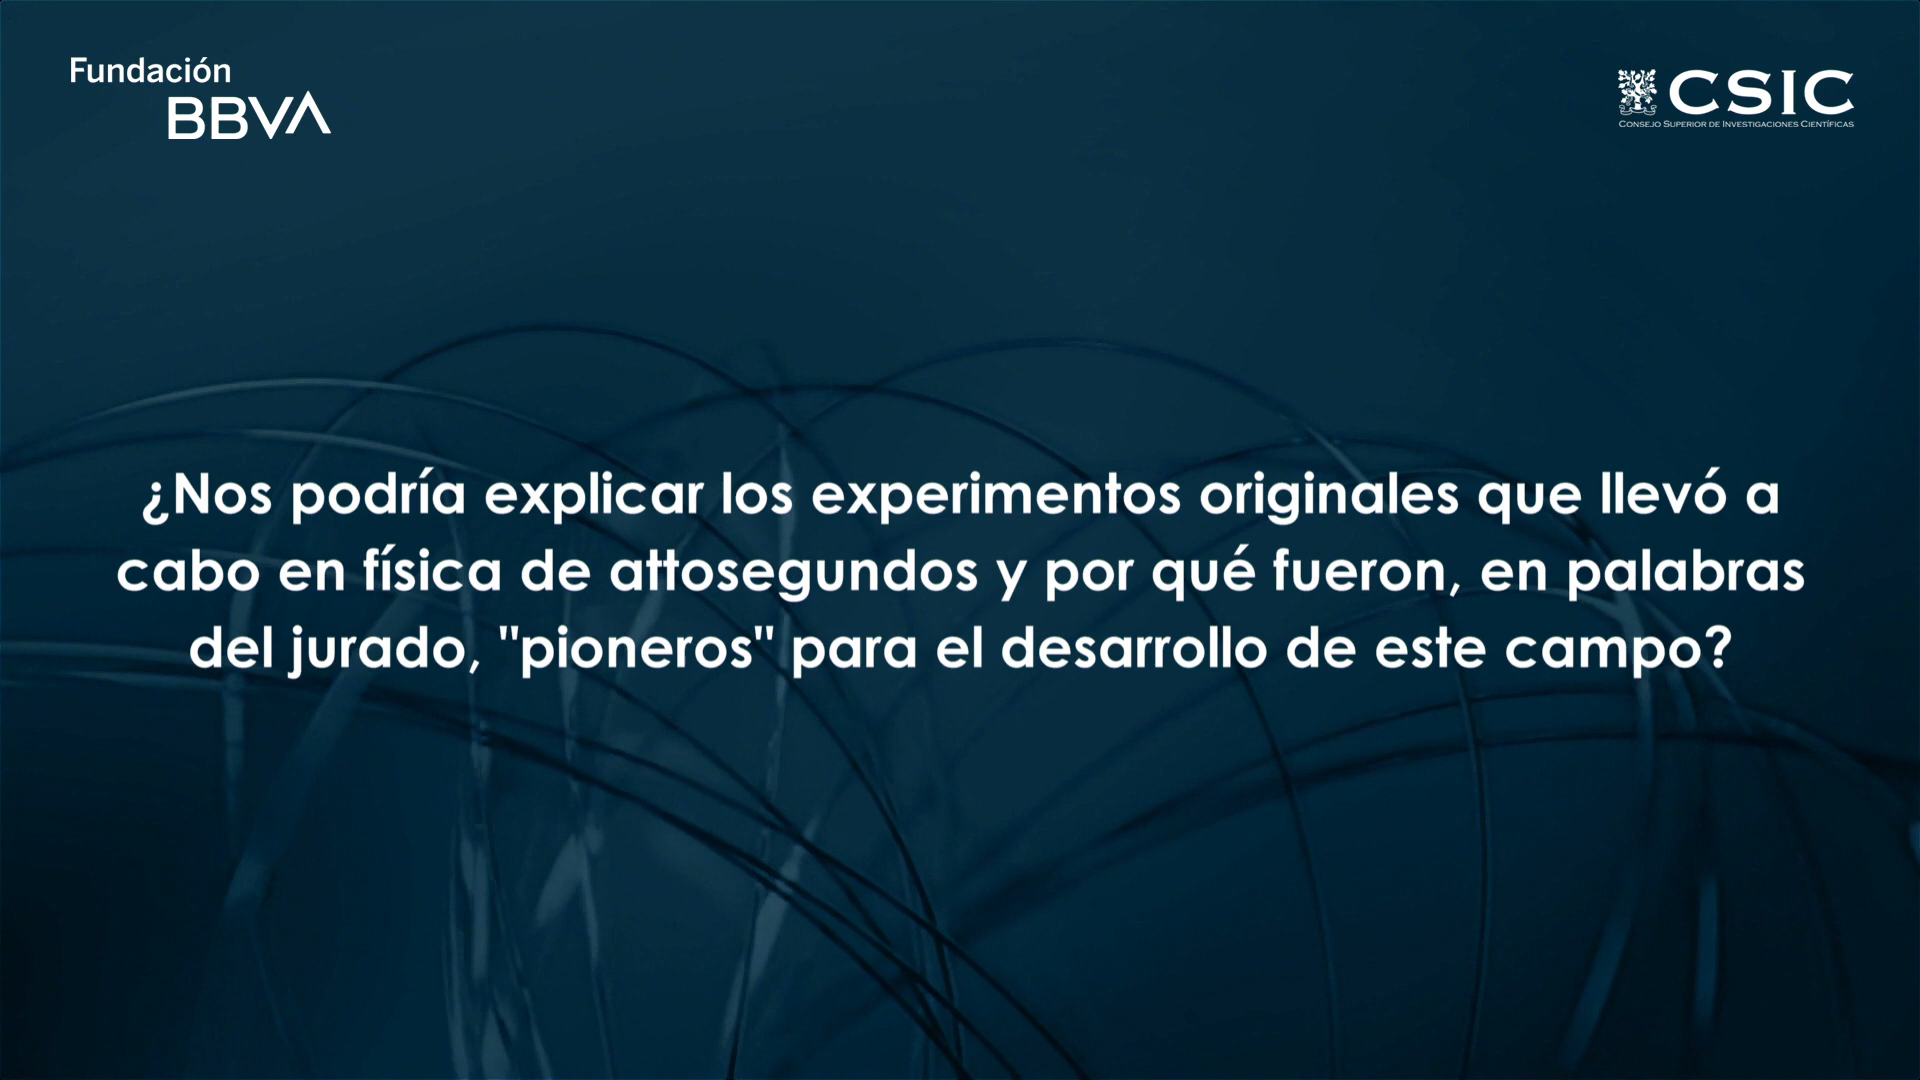 Fundación
BBVA
CSIC
Consejo Superior de Investigaciones Científicas
¿Nos podría explicar los experimentos originales que llevó a
cabo en física de attosegundos y por qué fueron, en palabras
del jurado, "pioneros" para el desarrollo de este campo?